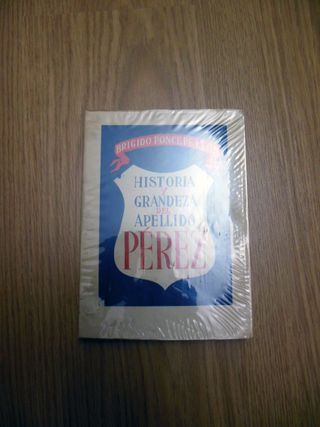 BRIGIDO PONCE DE LEON
HISTORIA
Y
GRANDEZA
DEL
APELLIDO
PÉREZ